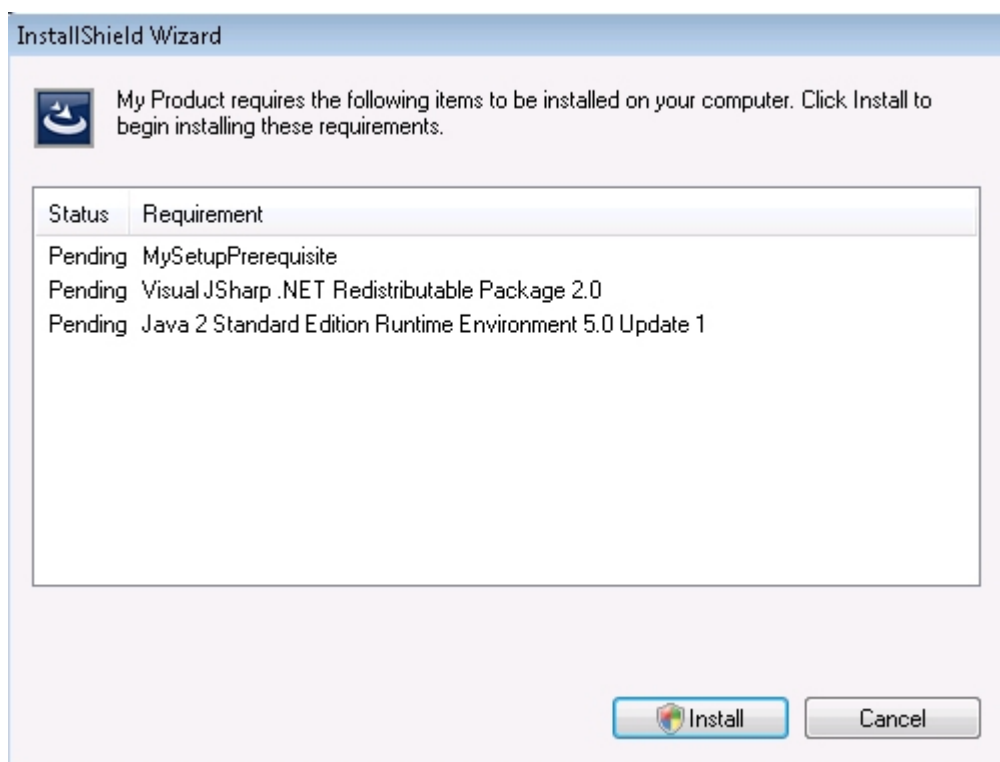 InstallShield Wizard
My Product requires the following items to be installed on your computer. Click Install to
begin installing these requirements.
Status Requirement
Pending MySetupPrerequisite
Pending Visual JSharp .NET Redistributable Package 2.0
Pending Java 2 Standard Edition Runtime Environment 5.0 Update 1
Install Cancel